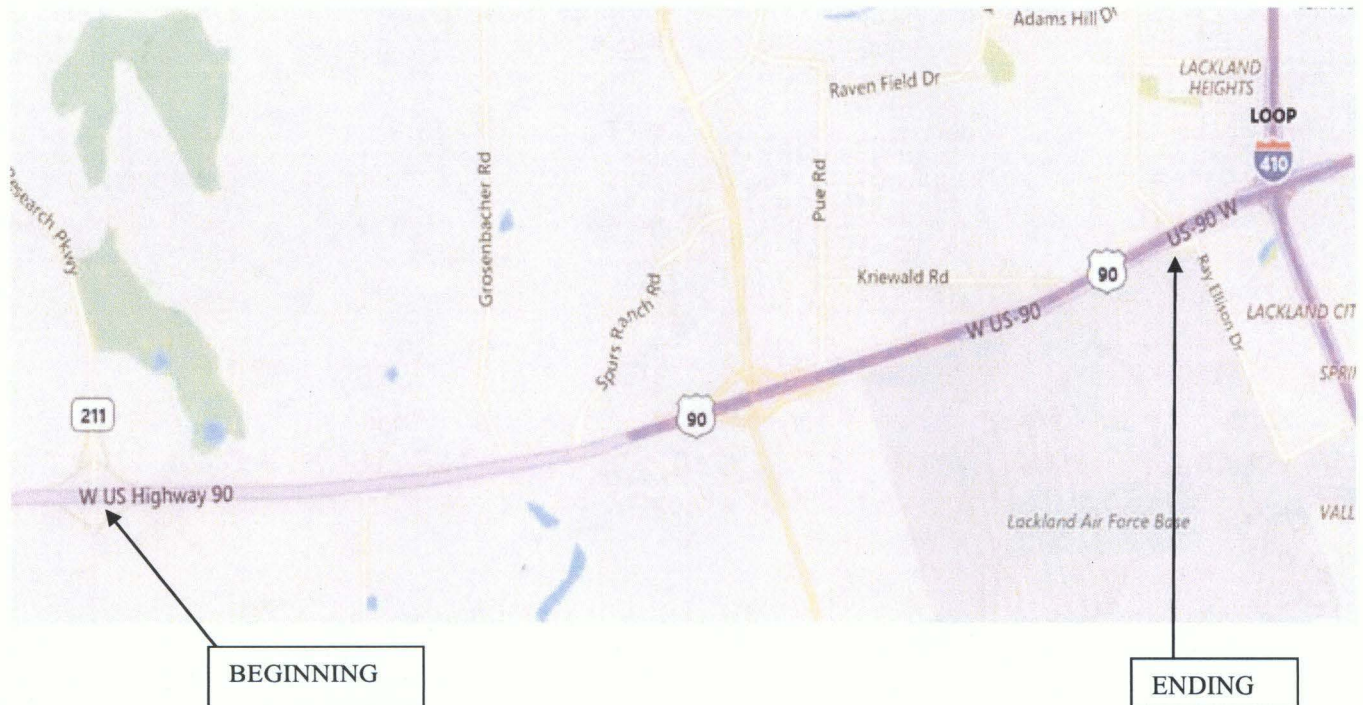 Adams Hill Dr
LACKLAND
HEIGHTS
Raven Field Dr
LOOP
410
Research Pkwy
Grosenbacher Rd
Pue Rd
US-90 W
Kriewald Rd
90
Ray Ellison Dr
Spurs Ranch Rd
W US-90
LACKLAND CIT
SPRI
211
90
W US Highway 90
Lackland Air Force Base
VALL
BEGINNING
ENDING